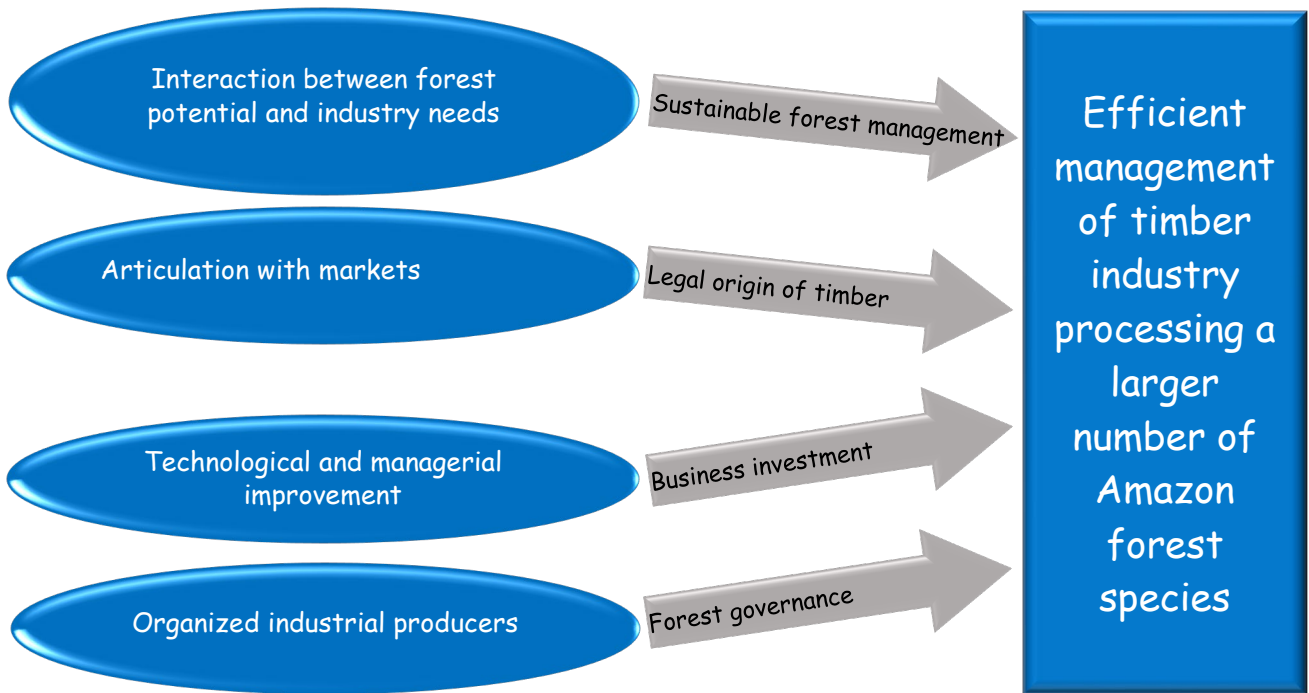 Interaction between forest
potential and industry needs
Sustainable forest management
Articulation with markets
Legal origin of timber
Technological and managerial
improvement
Business investment
Organized industrial producers
Forest governance
Efficient
management
of timber
industry
processing a
larger
number of
Amazon
forest
species